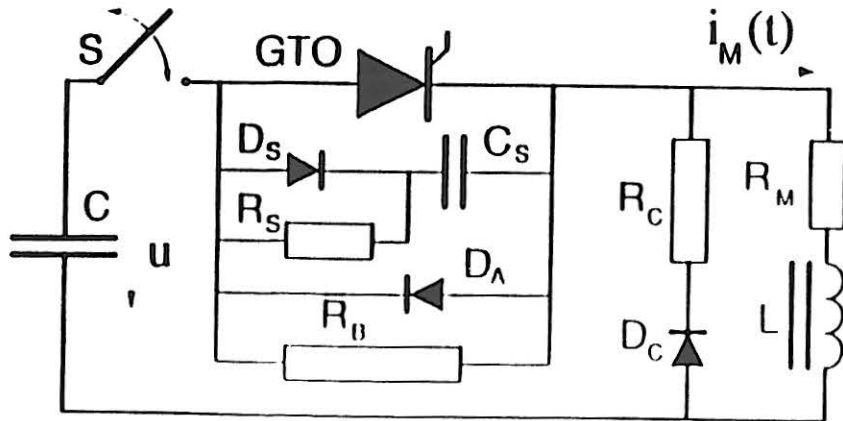 S
GTO
i_M(t)
D_S
C_S
C
u
R_S
D_A
R_B
R_C
D_C
R_M
L